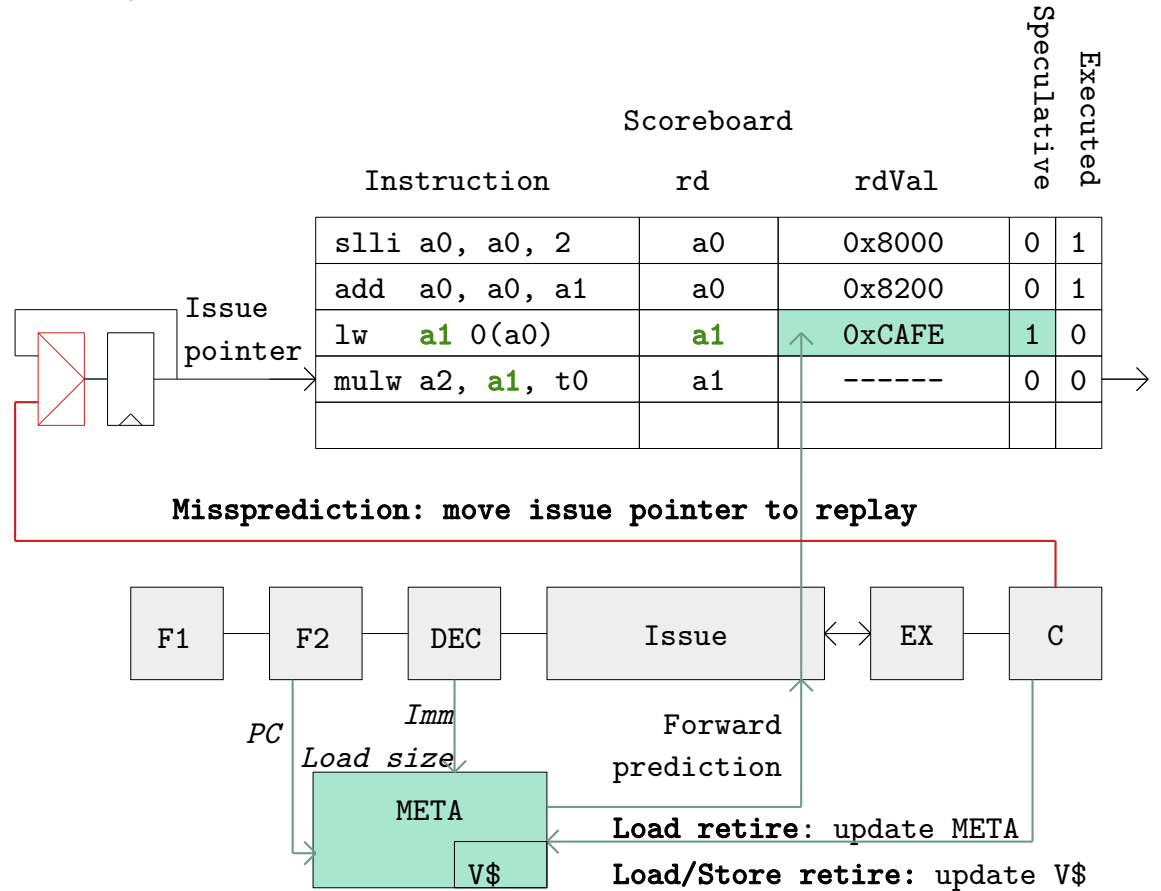 Speculative
Executed
Scoreboard
Instruction rd rdVal
slli a0, a0, 2 a0 0x8000 0 1
add a0, a0, a1 a0 0x8200 0 1
Issue
pointer
lw a1 0(a0) a1 0xCAFE 1 0
mulw a2, a1, t0 a1 ------ 0 0
Missprediction: move issue pointer to replay
F1 F2 DEC Issue EX C
PC
Imm
Load size
Forward
prediction
META
V$
Load retire: update META
Load/Store retire: update V$